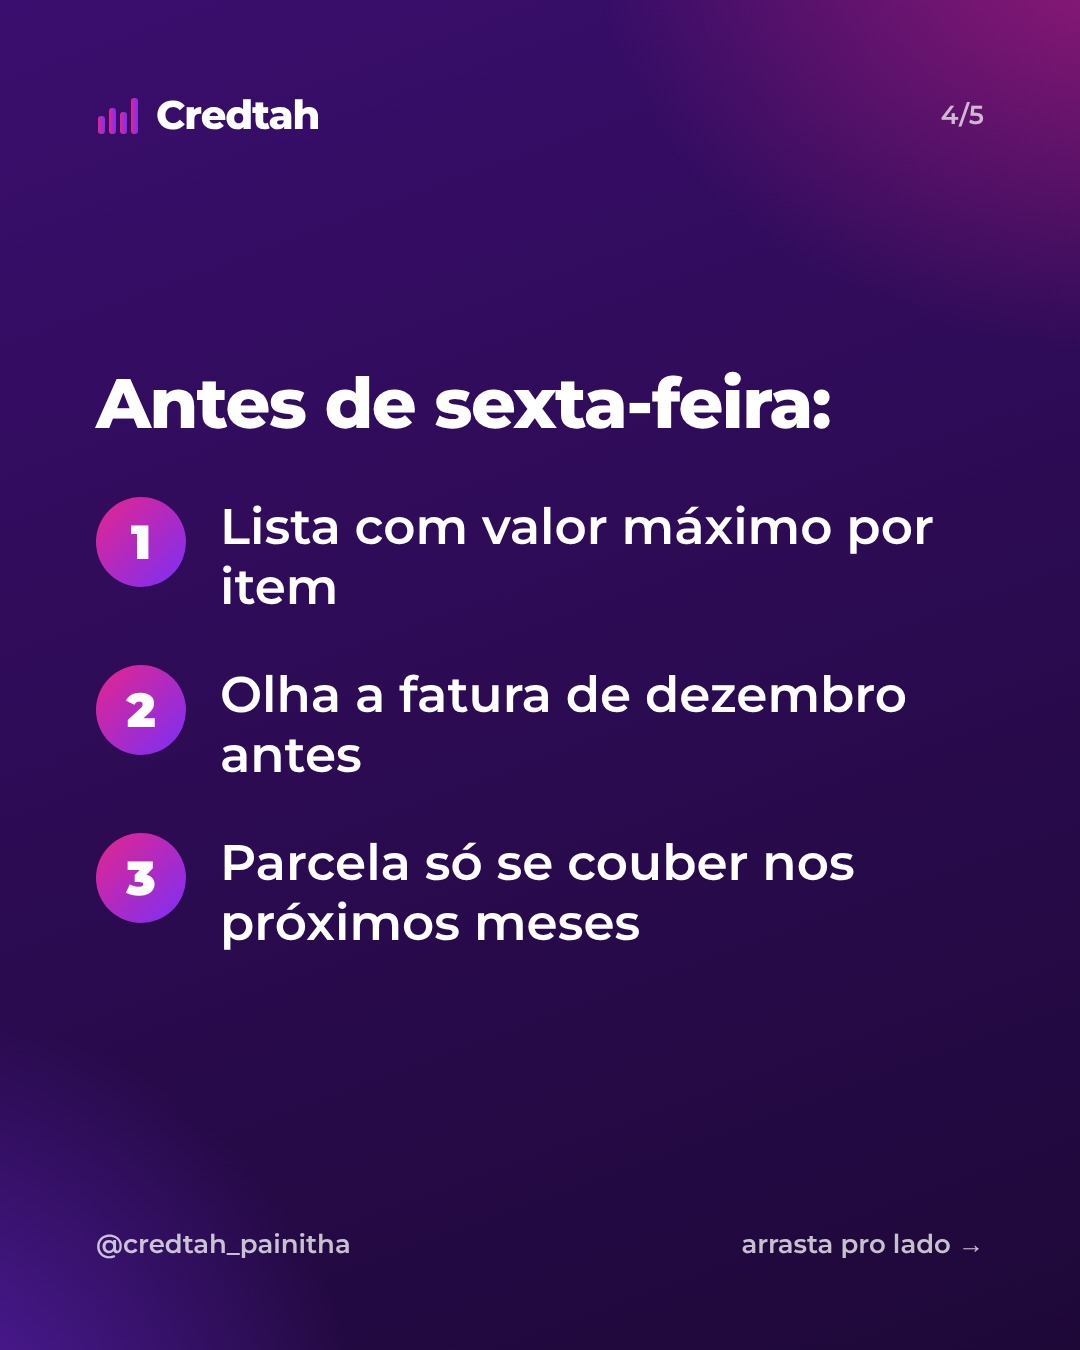 Credtah
4/5
Antes de sexta-feira:
1
Lista com valor máximo por
item
2
Olha a fatura de dezembro
antes
3
Parcela só se couber nos
próximos meses
@credtah_painitha
arrasta pro lado →